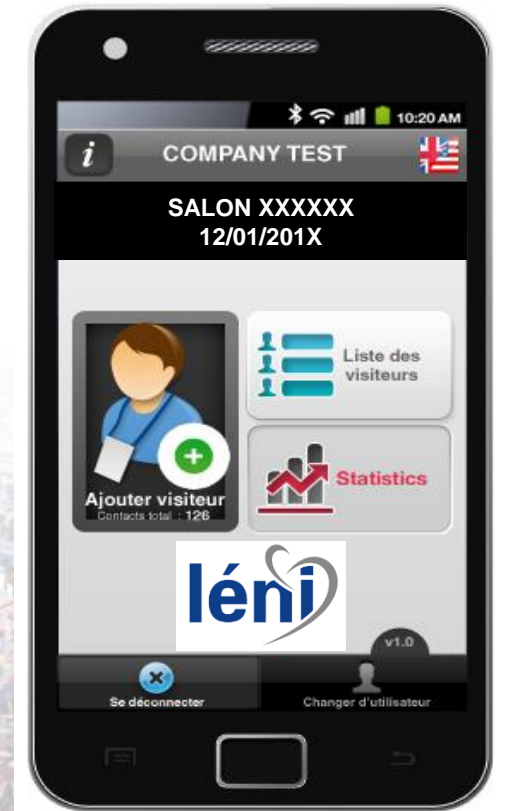 10:20 AM
i
COMPANY TEST
SALON XXXXXX
12/01/201X
Liste des
visiteurs
Ajouter visiteur
Contacts total : 126
Statistics
léni
v1.0
Se déconnecter
Changer d'utilisateur